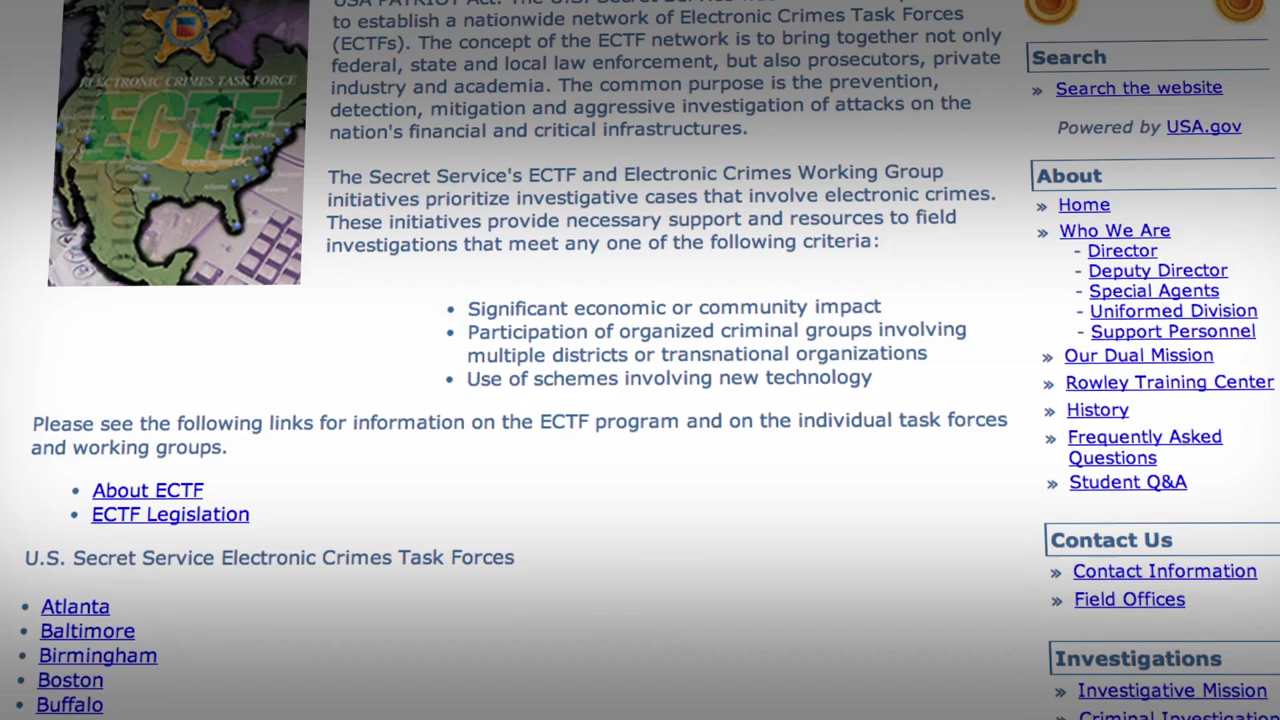 ELECTRONIC CRIMES TASK FORCE
ECTF
USA PATRIOT Act. The U.S. Secret Service
to establish a nationwide network of Electronic Crimes Task Forces
(ECTFs). The concept of the ECTF network is to bring together not only
federal, state and local law enforcement, but also prosecutors, private
industry and academia. The common purpose is the prevention,
detection, mitigation and aggressive investigation of attacks on the
nation's financial and critical infrastructures.
The Secret Service's ECTF and Electronic Crimes Working Group
initiatives prioritize investigative cases that involve electronic crimes.
These initiatives provide necessary support and resources to field
investigations that meet any one of the following criteria:
• Significant economic or community impact
• Participation of organized criminal groups involving
multiple districts or transnational organizations
• Use of schemes involving new technology
Please see the following links for information on the ECTF program and on the individual task forces
and working groups.
• About ECTF
• ECTF Legislation
U.S. Secret Service Electronic Crimes Task Forces
• Atlanta
• Baltimore
• Birmingham
• Boston
• Buffalo
Search
» Search the website
Powered by USA.gov
About
» Home
» Who We Are
- Director
- Deputy Director
- Special Agents
- Uniformed Division
- Support Personnel
» Our Dual Mission
» Rowley Training Center
» History
» Frequently Asked
Questions
» Student Q&A
Contact Us
» Contact Information
» Field Offices
Investigations
» Investigative Mission
Criminal Investigation